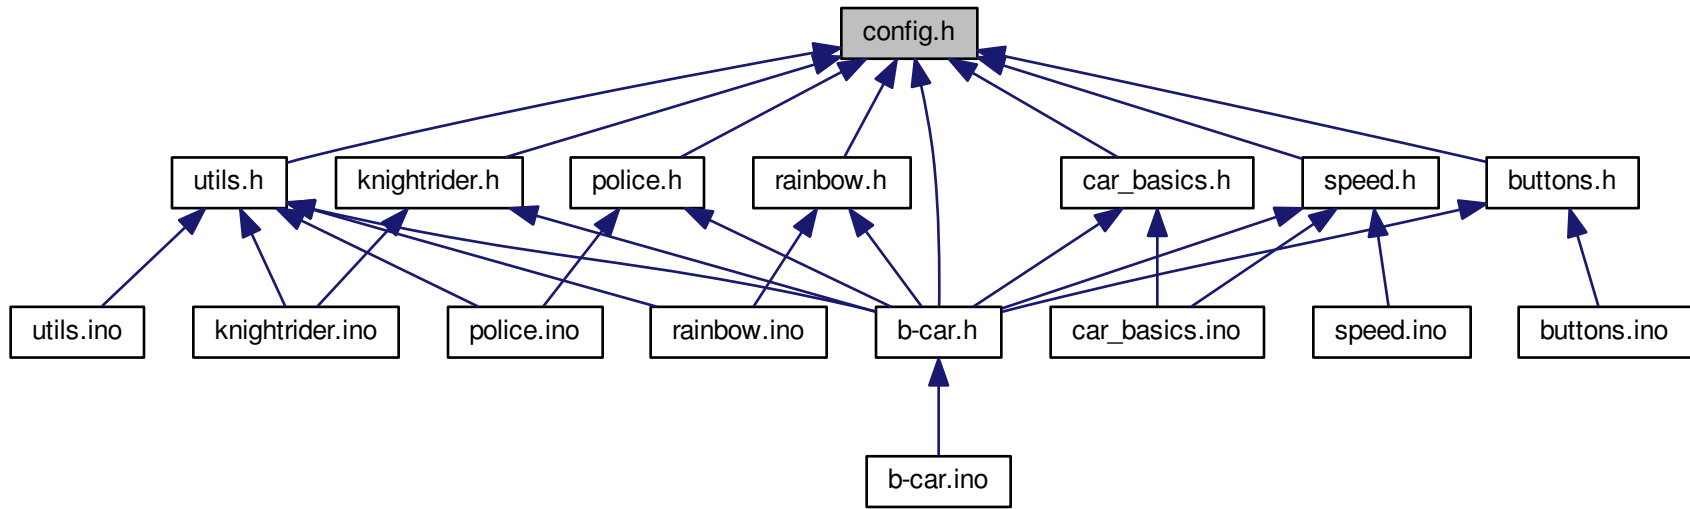 config.h
utils.h
knightrider.h
police.h
rainbow.h
car_basics.h
speed.h
buttons.h
utils.ino
knightrider.ino
police.ino
rainbow.ino
b-car.h
car_basics.ino
speed.ino
buttons.ino
b-car.ino